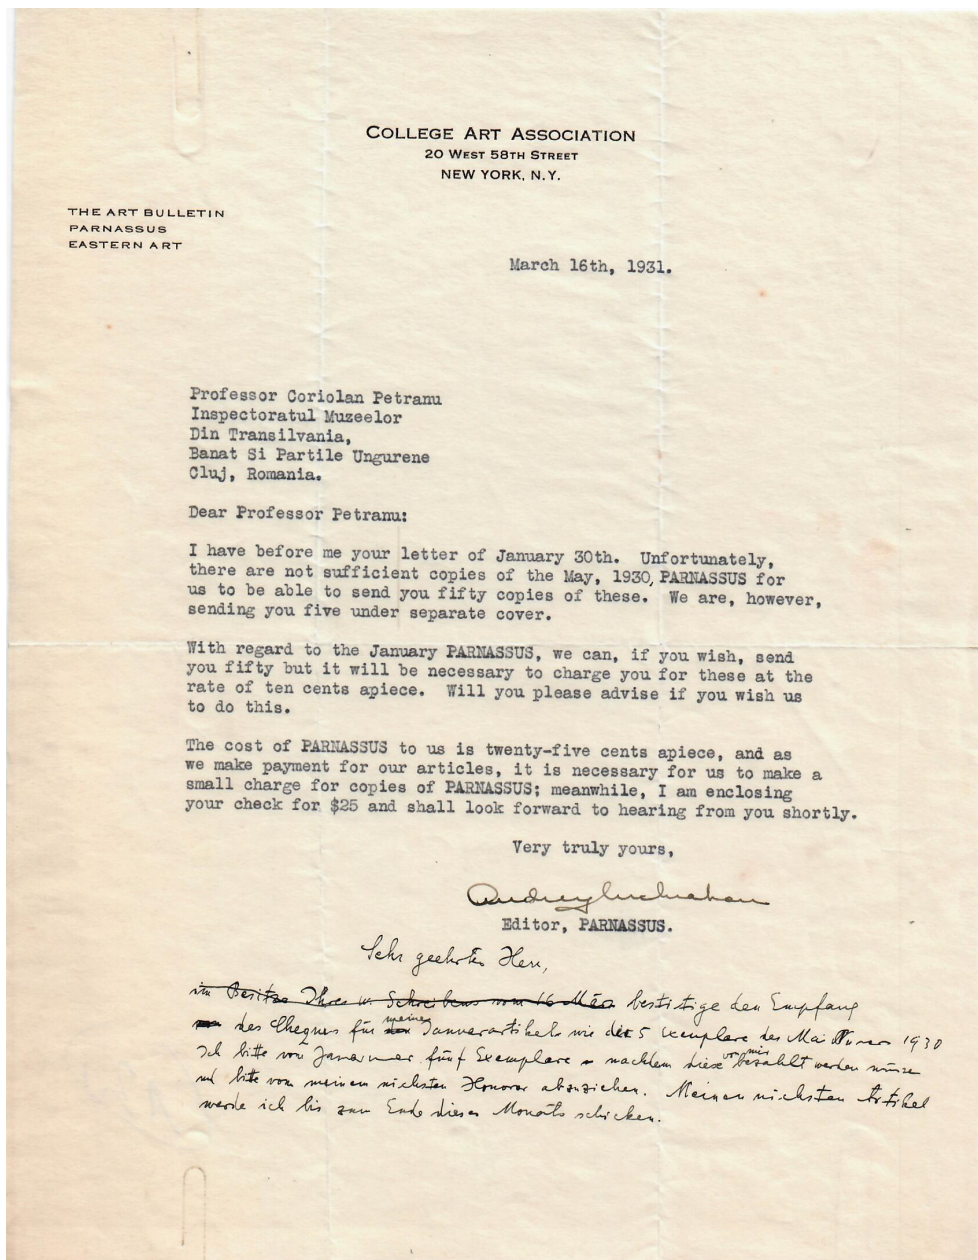 COLLEGE ART ASSOCIATION
20 WEST 58TH STREET
NEW YORK, N.Y.
THE ART BULLETIN
PARNASSUS
EASTERN ART
March 16th, 1931.
Professor Coriolan Petranu
Inspectoratul Muzeelor
Din Transilvania,
Banat Si Partile Ungurene
Cluj, Romania.
Dear Professor Petranu:
I have before me your letter of January 30th. Unfortunately,
there are not sufficient copies of the May, 1930, PARNASSUS for
us to be able to send you fifty copies of these. We are, however,
sending you five under separate cover.
With regard to the January PARNASSUS, we can, if you wish, send
you fifty but it will be necessary to charge you for these at the
rate of ten cents apiece. Will you please advise if you wish us
to do this.
The cost of PARNASSUS to us is twenty-five cents apiece, and as
we make payment for our articles, it is necessary for us to make a
small charge for copies of PARNASSUS; meanwhile, I am enclosing
your check for $25 and shall look forward to hearing from you shortly.
Very truly yours,
Editor, PARNASSUS.
Sehr geehrter Herr,
im Besitze Ihres w. Schreibens vom 16 März bestätige den Empfang
des Cheques für meinen Januarartikel wie die 5 Exemplare des Mai 1930
Ich bitte von fünf Exemplare nachdem diese bezahlt werden
und bitte von meinem nächsten Honorar abzuziehen. Meinen nächsten Artikel
werde ich bis zum Ende dieses Monats schicken.